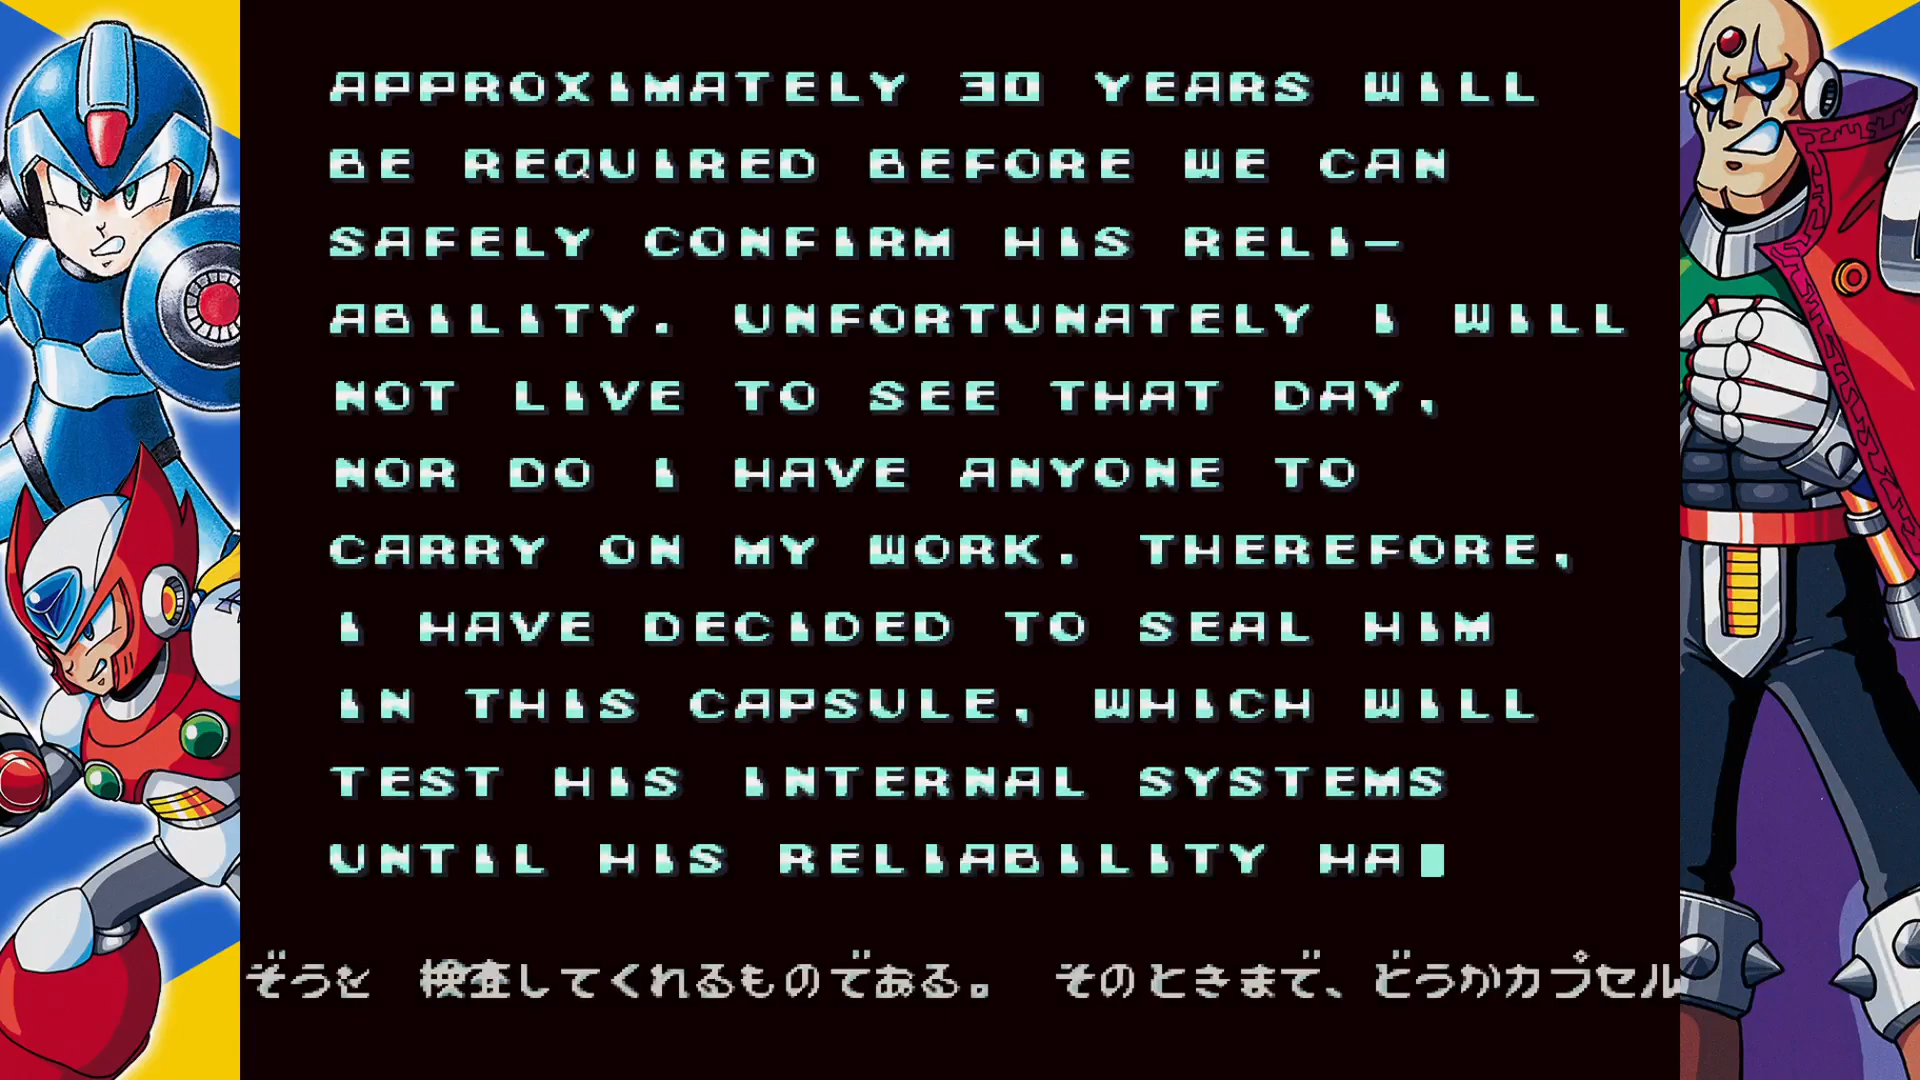 APPROXIMATELY 30 YEARS WILL
BE REQUIRED BEFORE WE CAN
SAFELY CONFIRM HIS RELI-
ABILITY. UNFORTUNATELY I WILL
NOT LIVE TO SEE THAT DAY,
NOR DO I HAVE ANYONE TO
CARRY ON MY WORK. THEREFORE,
I HAVE DECIDED TO SEAL HIM
IN THIS CAPSULE, WHICH WILL
TEST HIS INTERNAL SYSTEMS
UNTIL HIS RELIABILITY HA
ぞうを 検査してくれるものである。 そのときまで、どうかカプセル